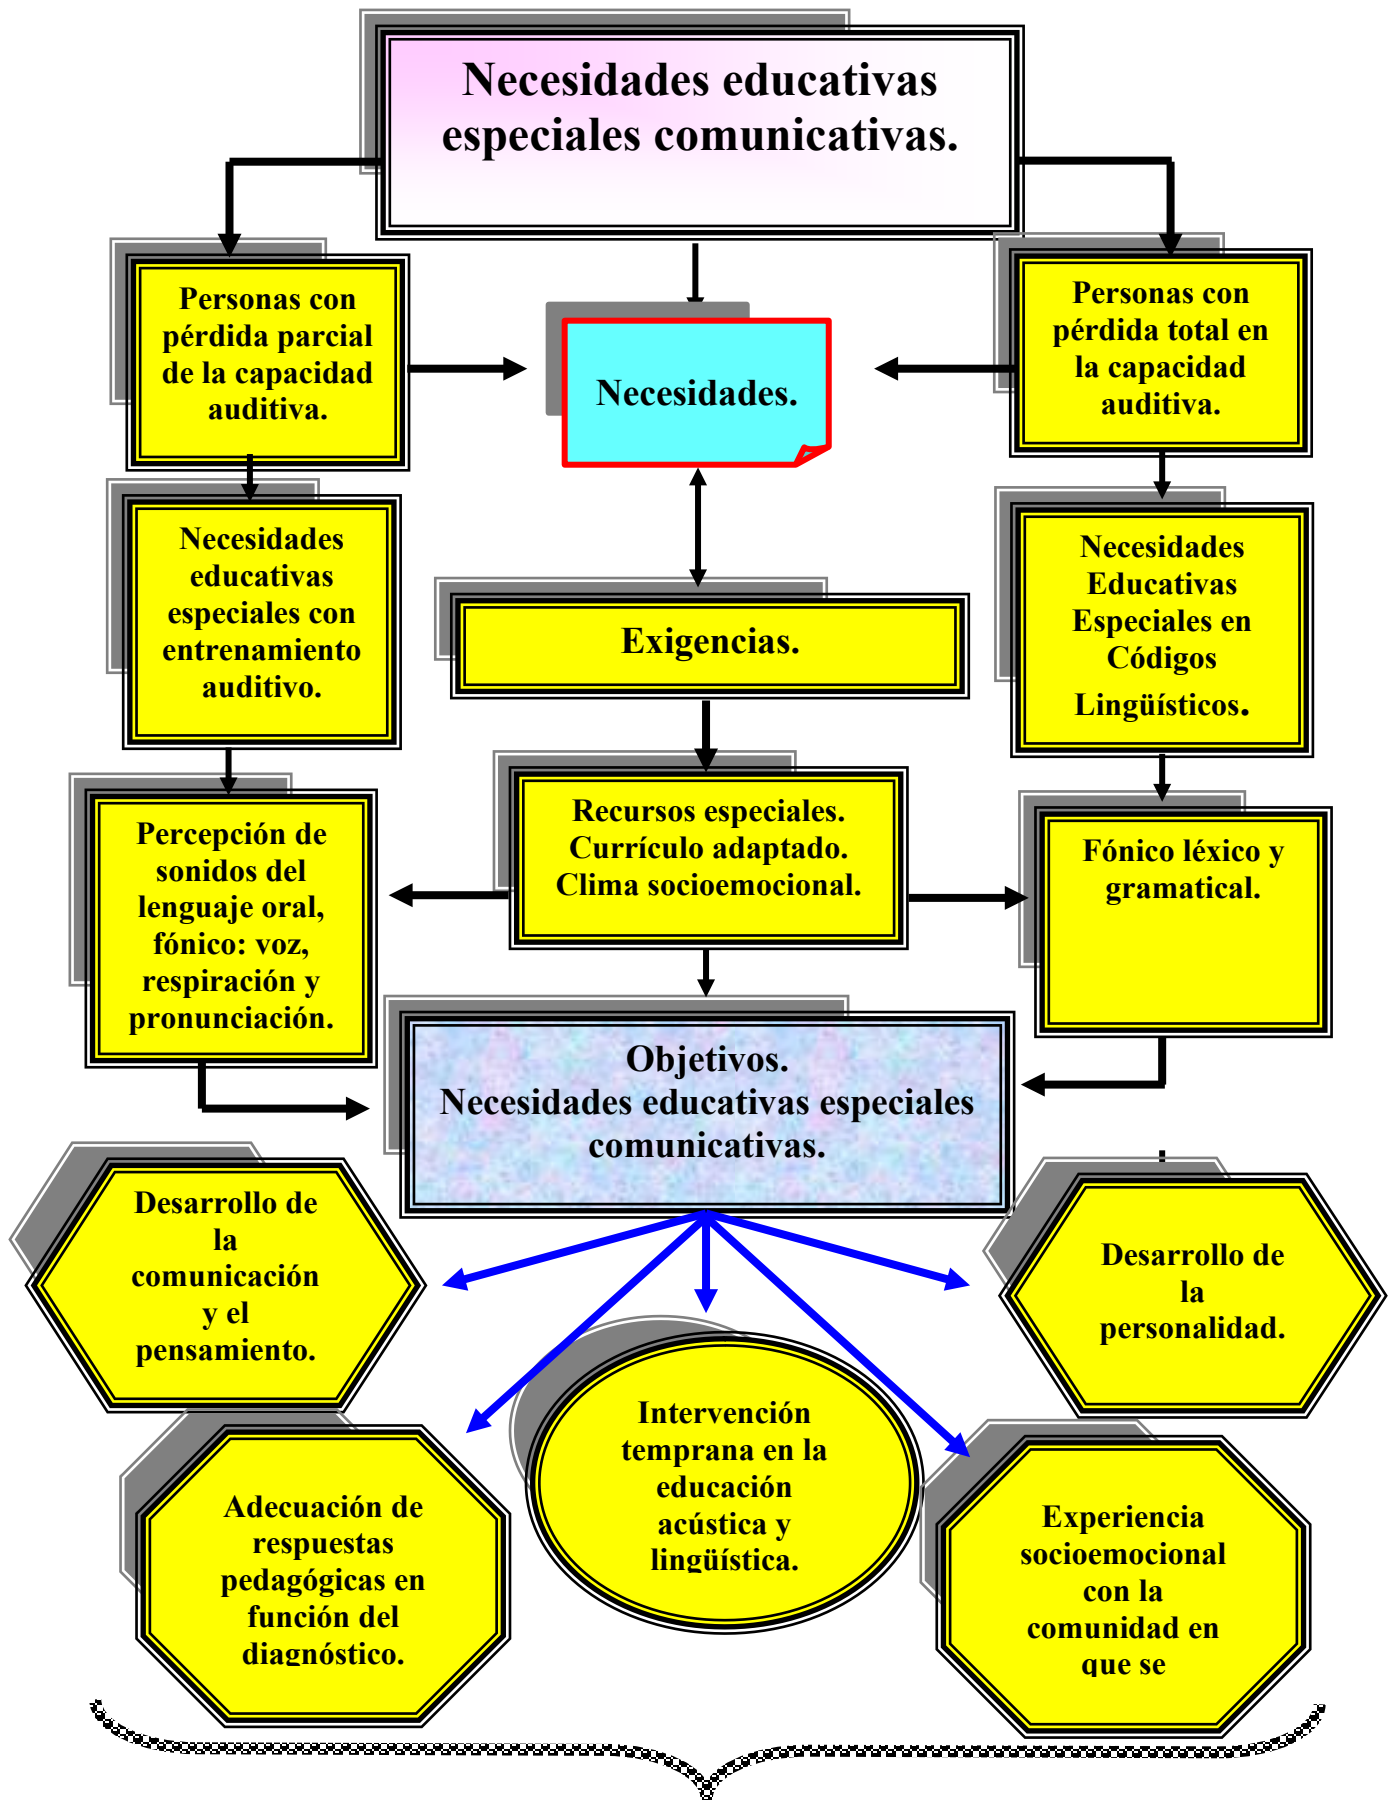 Necesidades educativas
especiales comunicativas.
Personas con
pérdida parcial
de la capacidad
auditiva.
Necesidades.
Personas con
pérdida total en
la capacidad
auditiva.
Necesidades
educativas
especiales con
entrenamiento
auditivo.
Exigencias.
Necesidades
Educativas
Especiales en
Códigos
Lingüísticos.
Percepción de
sonidos del
lenguaje oral,
fónico: voz,
respiración y
pronunciación.
Recursos especiales.
Currículo adaptado.
Clima socioemocional.
Fónico léxico y
gramatical.
Objetivos.
Necesidades educativas especiales
comunicativas.
Desarrollo de
la
comunicación
y el
pensamiento.
Desarrollo de
la
personalidad.
Adecuación de
respuestas
pedagógicas en
función del
diagnóstico.
Intervención
temprana en la
educación
acústica y
lingüística.
Experiencia
socioemocional
con la
comunidad en
que se